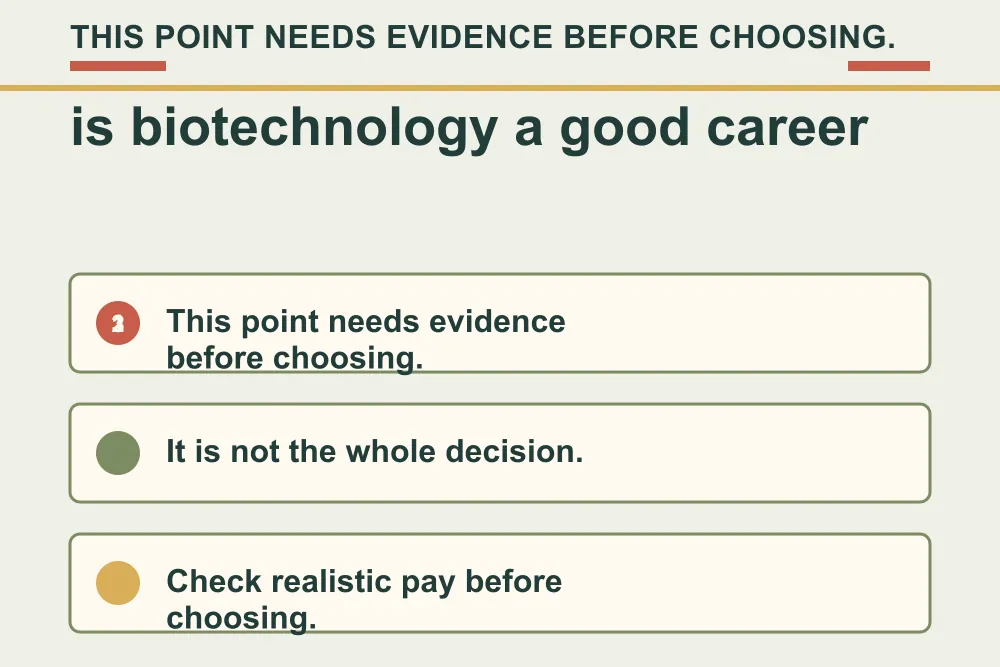 THIS POINT NEEDS EVIDENCE BEFORE CHOOSING.
is biotechnology a good career
This point needs evidence
before choosing.
It is not the whole decision.
Check realistic pay before
choosing.